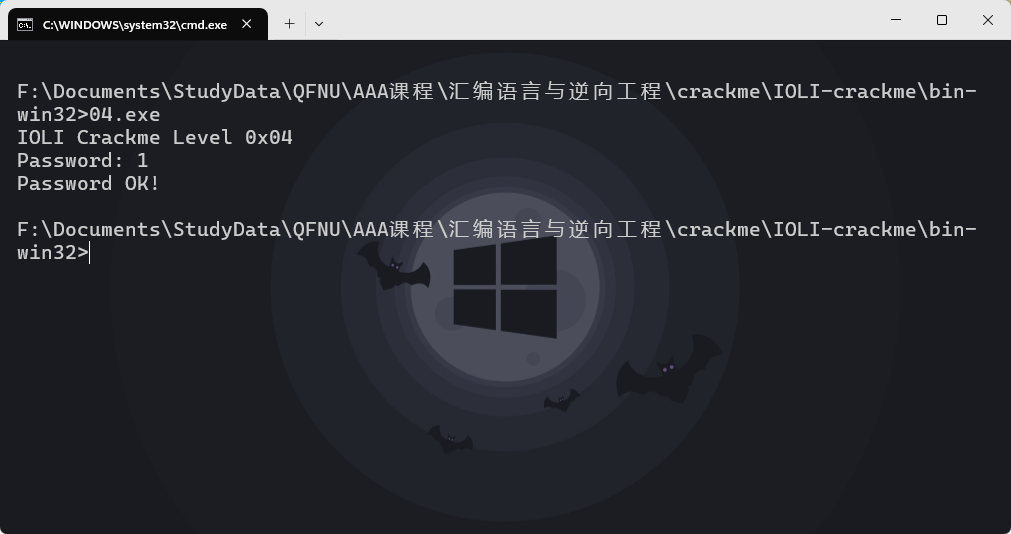 C:\WINDOWS\system32\cmd.exe
F:\Documents\StudyData\QFNU\AAA课程\汇编语言与逆向工程\crackme\IOLI-crackme\bin-
win32>04.exe
IOLI Crackme Level 0x04
Password: 1
Password OK!
F:\Documents\StudyData\QFNU\AAA课程\汇编语言与逆向工程\crackme\IOLI-crackme\bin-
win32>